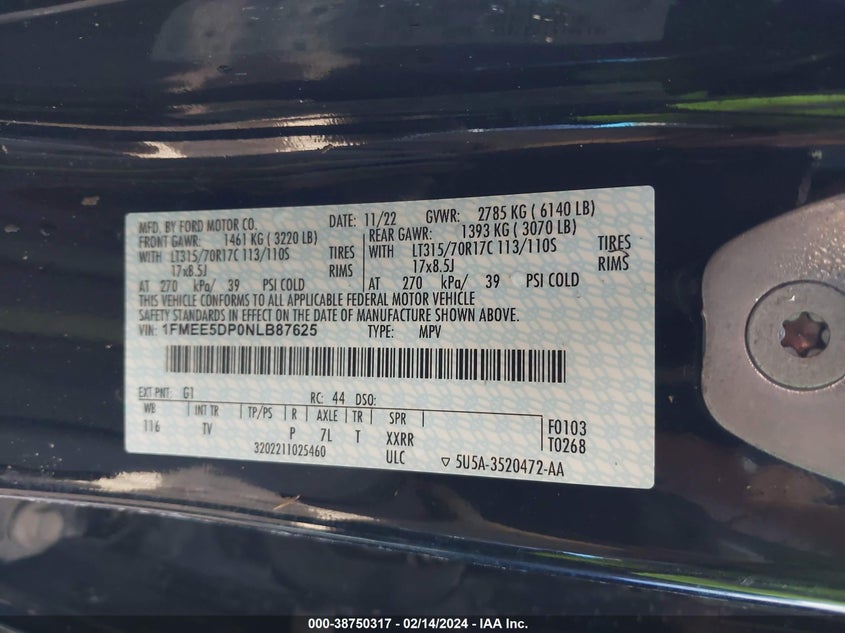 MFD. BY FORD MOTOR CO.
DATE: 11/22 GVWR: 2785 KG ( 6140 LB)
FRONT GAWR: 1461 KG ( 3220 LB)
REAR GAWR: 1393 KG ( 3070 LB)
WITH LT315/70R17C 113/110S TIRES
WITH LT315/70R17C 113/110S TIRES
17x8.5J RIMS
17x8.5J RIMS
AT 270 kPa/ 39 PSI COLD
AT 270 kPa/ 39 PSI COLD
THIS VEHICLE CONFORMS TO ALL APPLICABLE FEDERAL MOTOR VEHICLE
SAFETY STANDARDS IN EFFECT ON THE DATE OF MANUFACTURE SHOWN ABOVE.
VIN: 1FMEE5DP0NLB87625 TYPE: MPV
EXT PNT: G1 RC: 44 DSO:
WB INT TR TP/PS R AXLE TR SPR
116 TV P 7L T XXRR
F0103
T0268
3202211025460 ULC
▽ 5U5A-3520472-AA
000-38750317 - 02/14/2024 - IAA Inc.